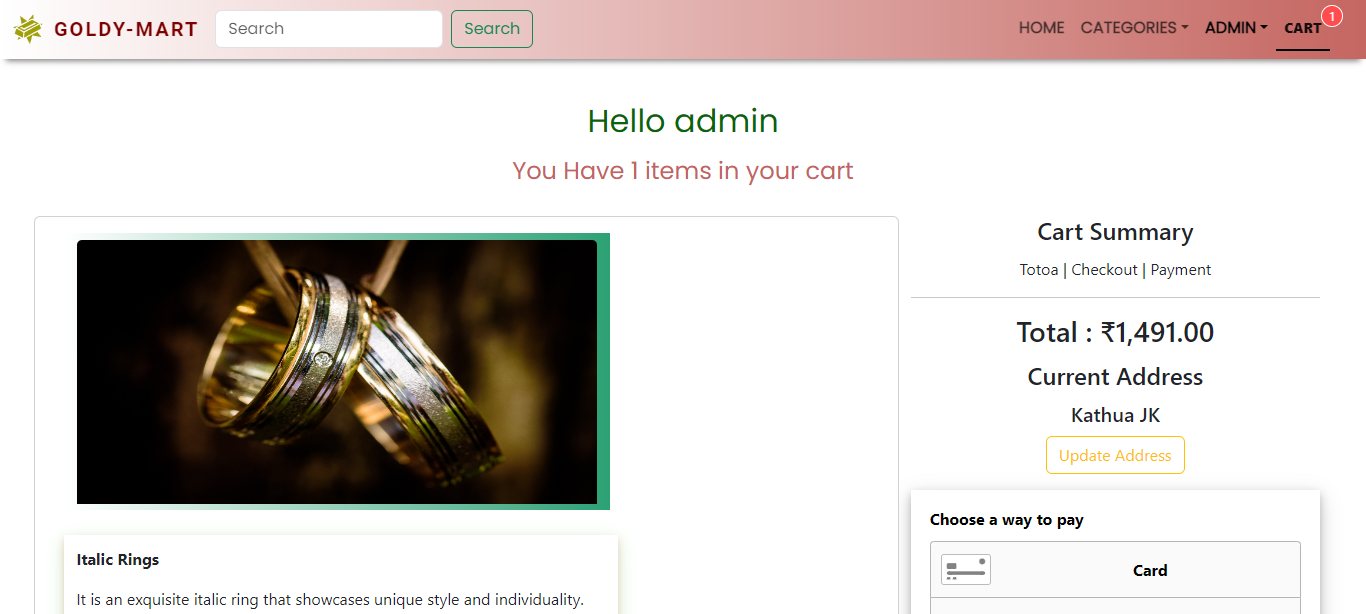 GOLDY-MART Search Search HOME CATEGORIES ADMIN CART 1
Hello admin
You Have 1 items in your cart
Cart Summary
Totoa | Checkout | Payment
Total : ₹1,491.00
Current Address
Kathua JK
Update Address
Choose a way to pay
Card
Italic Rings
It is an exquisite italic ring that showcases unique style and individuality.